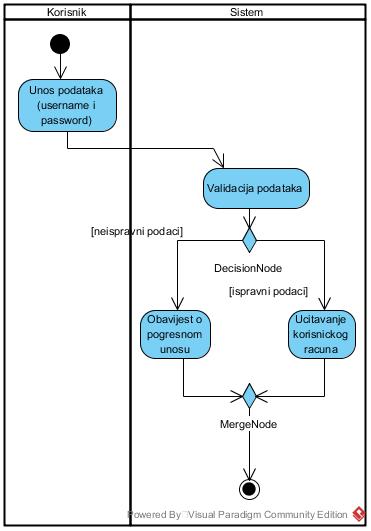 Korisnik
Sistem
Unos podataka
(username i
password)
Validacija podataka
[neispravni podaci]
DecisionNode
[ispravni podaci]
Obavijest o
pogresnom
unosu
Ucitavanje
korisnickog
racuna
MergeNode
Powered By Visual Paradigm Community Edition